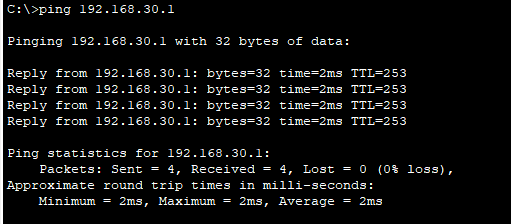 C:\>ping 192.168.30.1
Pinging 192.168.30.1 with 32 bytes of data:
Reply from 192.168.30.1: bytes=32 time=2ms TTL=253
Reply from 192.168.30.1: bytes=32 time=2ms TTL=253
Reply from 192.168.30.1: bytes=32 time=2ms TTL=253
Reply from 192.168.30.1: bytes=32 time=2ms TTL=253
Ping statistics for 192.168.30.1:
    Packets: Sent = 4, Received = 4, Lost = 0 (0% loss),
Approximate round trip times in milli-seconds:
    Minimum = 2ms, Maximum = 2ms, Average = 2ms